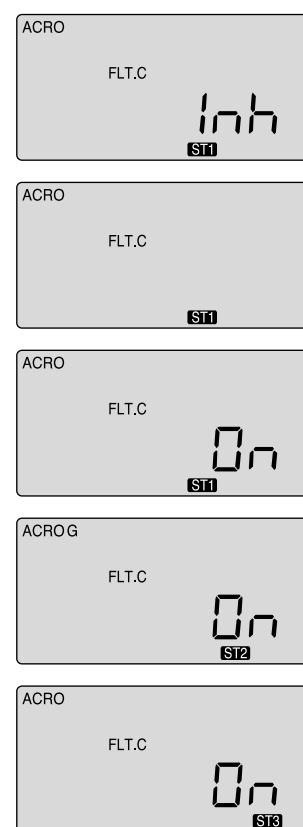 ACRO
FLT.C
Inh
ST1
ACRO
FLT.C
ST1
ACRO
FLT.C
On
ST1
ACRO G
FLT.C
On
ST2
ACRO
FLT.C
On
ST3